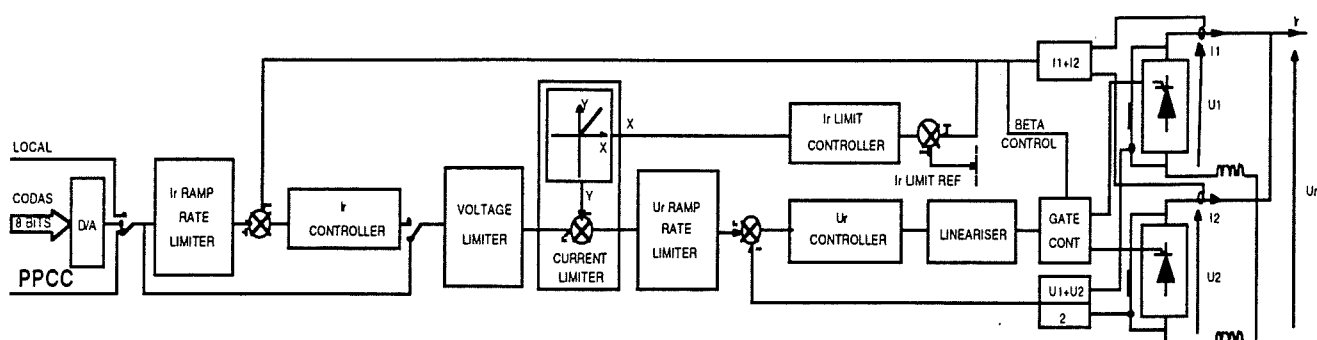 LOCAL
CODAS
8 BITS
D/A
PPCC
Ir RAMP
RATE
LIMITER
Ir
CONTROLLER
VOLTAGE
LIMITER
Y
X
X
Y
CURRENT
LIMITER
Ur RAMP
RATE
LIMITER
Ir LIMIT
CONTROLLER
Ir LIMIT REF
Ur
CONTROLLER
LINEARISER
BETA
CONTROL
GATE
CONT
I1+I2
U1+U2
2
I1
U1
I2
U2
Ir
Ur